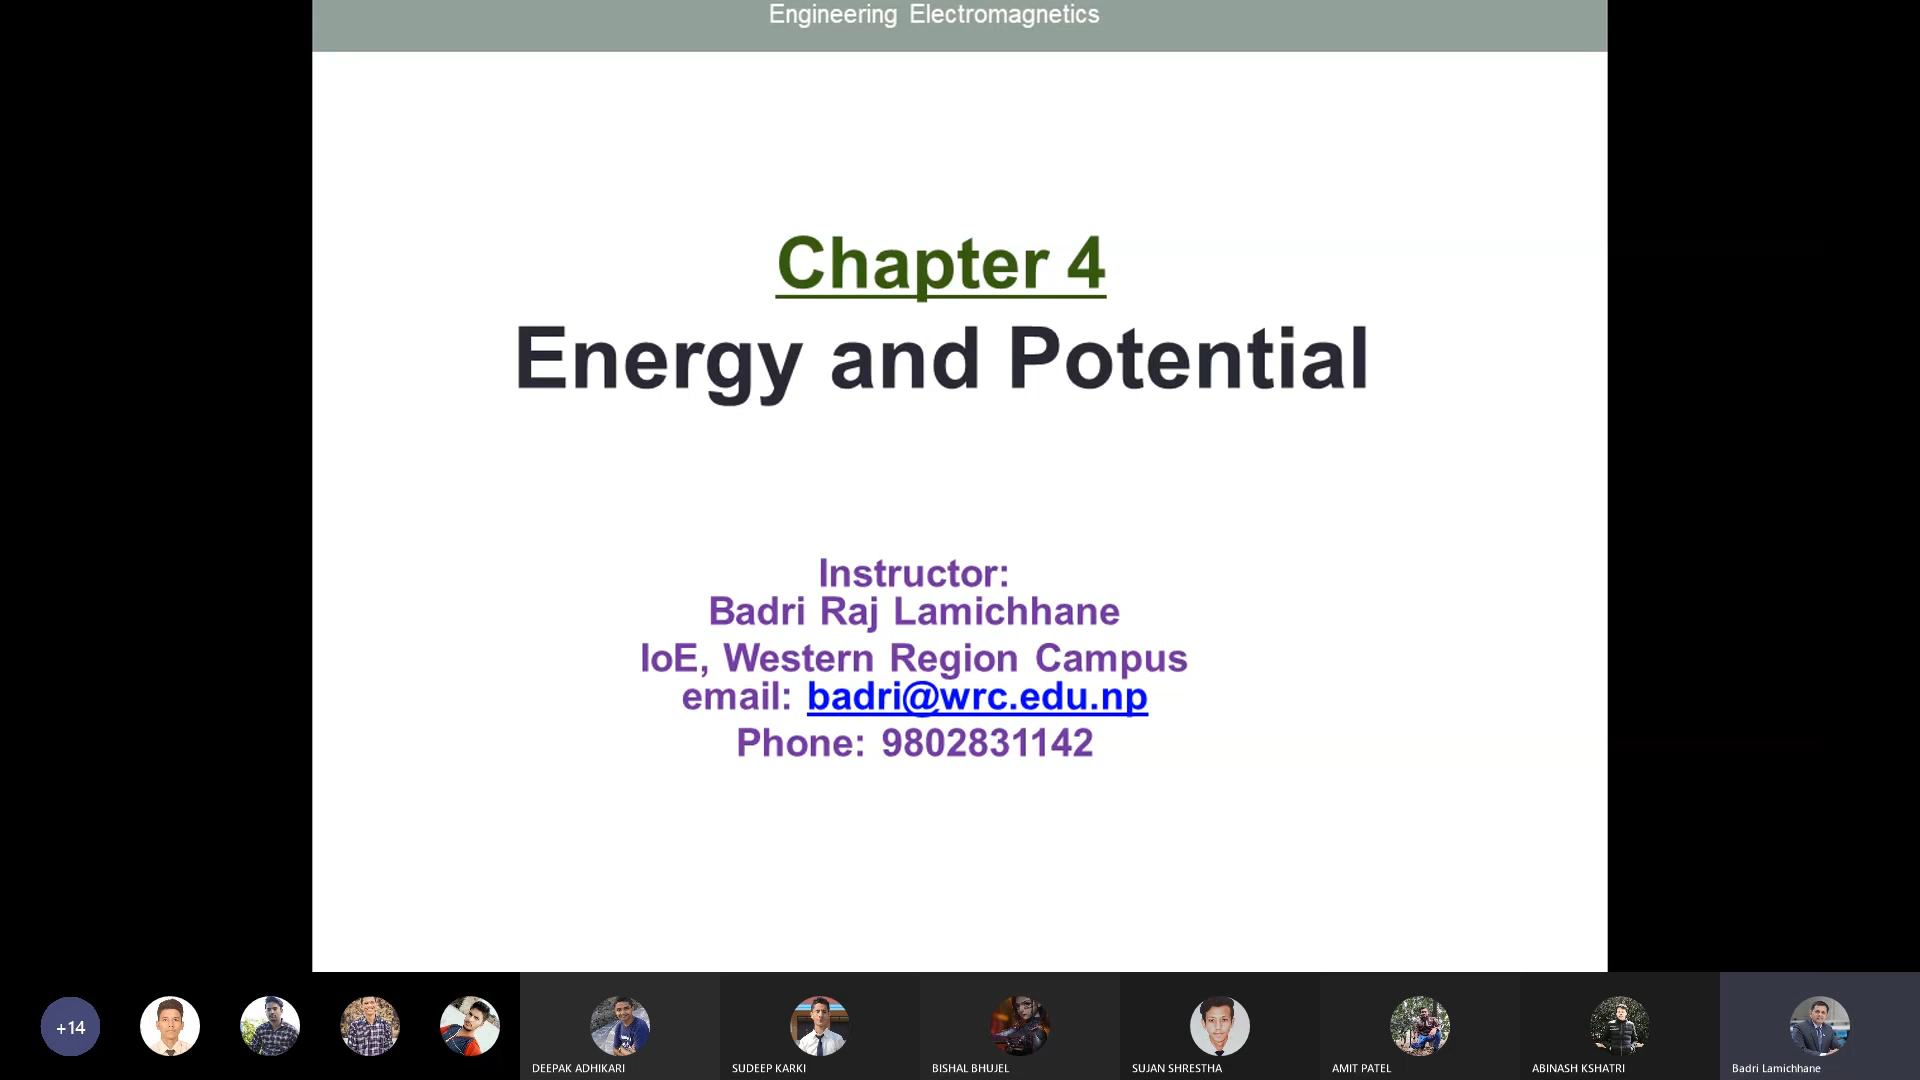 Engineering Electromagnetics
Chapter 4
Energy and Potential
Instructor:
Badri Raj Lamichhane
IoE, Western Region Campus
email: badri@wrc.edu.np
Phone: 9802831142
+14
DEEPAK ADHIKARI
SUDEEP KARKI
BISHAL BHUJEL
SUJAN SHRESTHA
AMIT PATEL
ABINASH KSHATRI
Badri Lamichhane